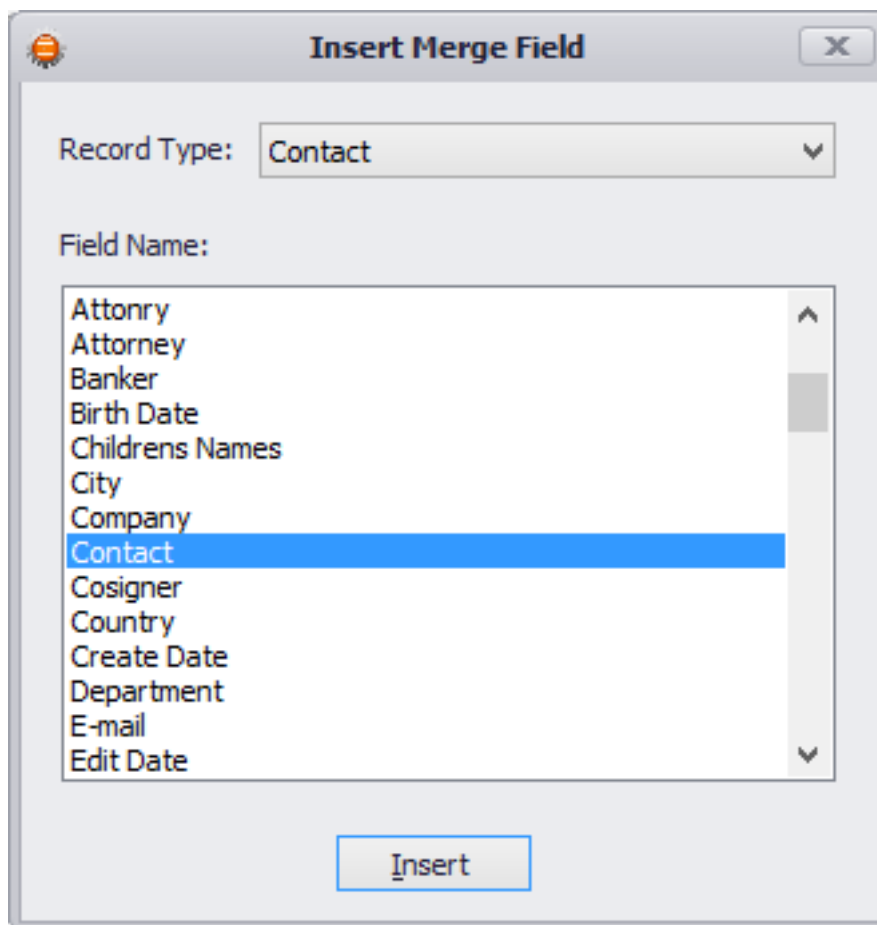 Insert Merge Field
Record Type: Contact
Field Name:
Attonry
Attorney
Banker
Birth Date
Childrens Names
City
Company
Contact
Cosigner
Country
Create Date
Department
E-mail
Edit Date
Insert